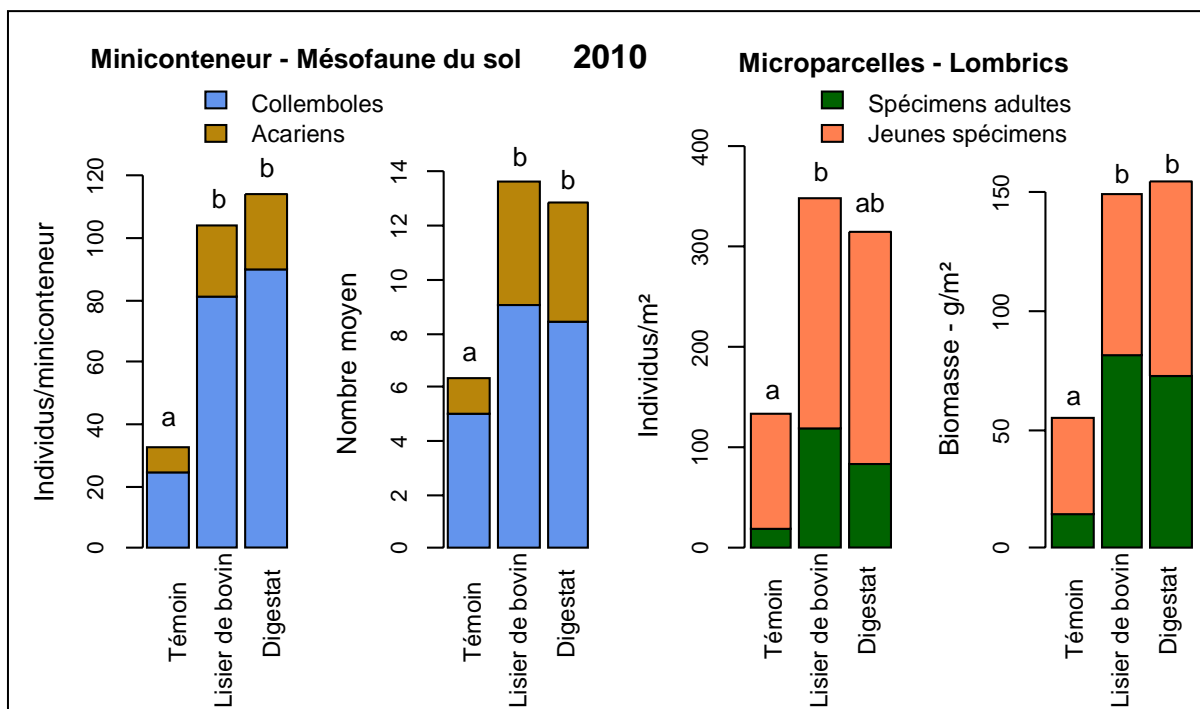 Miniconteneur - Mésofaune du sol
2010
Microparcelles - Lombrics
Collemboles
Acariens
Spécimens adultes
Jeunes spécimens
Individus/miniconteneur
0
20
40
60
80
100
120
a
b
b
Témoin
Lisier de bovin
Digestat
Nombre moyen
0
2
4
6
8
10
12
14
a
b
b
Témoin
Lisier de bovin
Digestat
Individus/m²
0
100
200
300
400
a
b
ab
Témoin
Lisier de bovin
Digestat
Biomasse - g/m²
0
50
100
150
a
b
b
Témoin
Lisier de bovin
Digestat